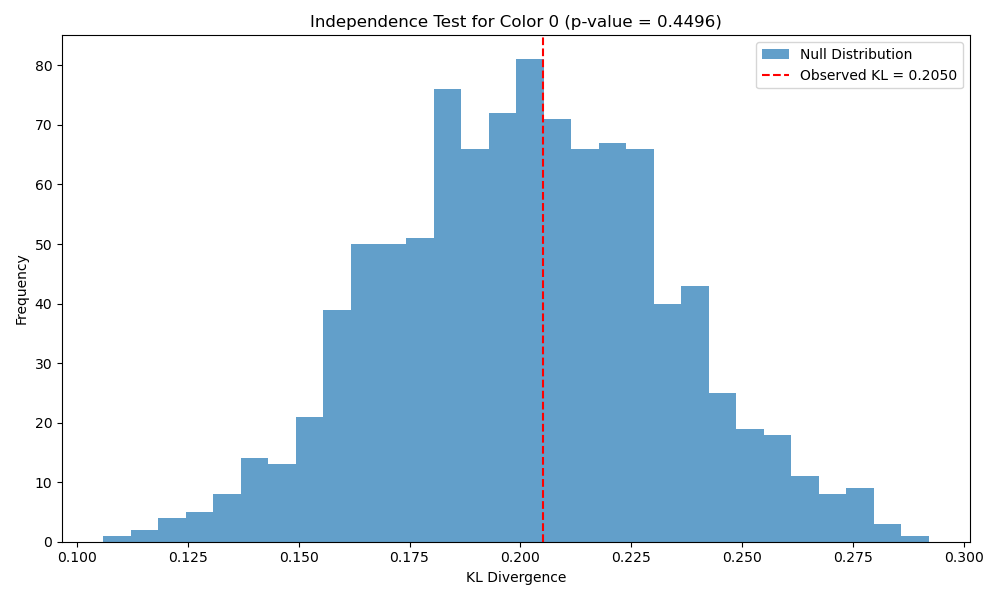 Independence Test for Color 0 (p-value = 0.4496)
Null Distribution
Observed KL = 0.2050
Frequency
80
70
60
50
40
30
20
10
0
0.100 0.125 0.150 0.175 0.200 0.225 0.250 0.275 0.300
KL Divergence